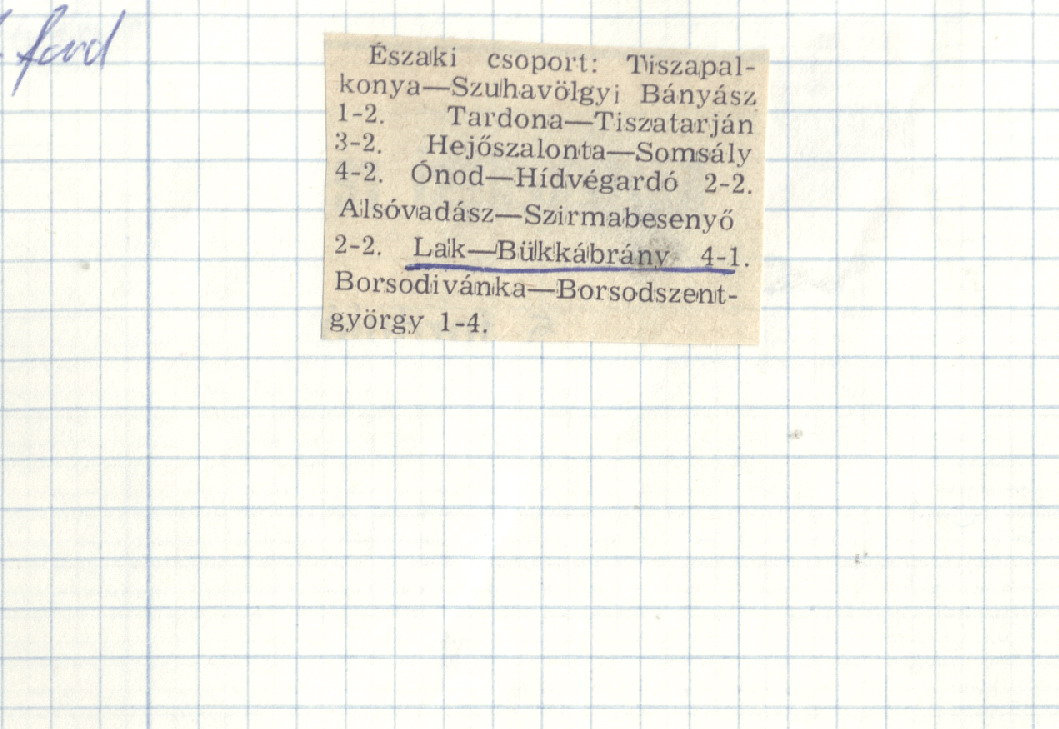 ford
Északi csoport: Tiszapal-
konya—Szuhavölgyi Bányász
1-2. Tardona—Tiszatarján
3-2. Hejőszalonta—Somsály
4-2. Ónod—Hídvégardó 2-2.
Alsóvadász—Szirmabesenyő
2-2. Lak—Bükkábrány 4-1.
Borsodivánka—Borsodszent-
györgy 1-4.